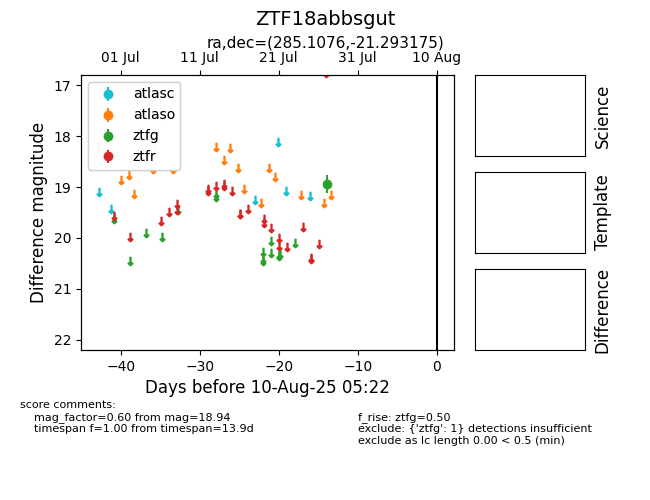 ZTF18abbsgut
ra,dec=(285.1076,-21.293175)
01 Jul 11 Jul 21 Jul 31 Jul 10 Aug
17
18
19
20
21
22
Difference magnitude
atlasc
atlaso
ztfg
ztfr
−40 −30 −20 −10 0
Days before 10-Aug-25 05:22
Science
Template
Difference
score comments:
mag_factor=0.60 from mag=18.94
timespan f=1.00 from timespan=13.9d
f_rise: ztfg=0.50
exclude: {'ztfg': 1} detections insufficient
exclude as lc length 0.00 < 0.5 (min)